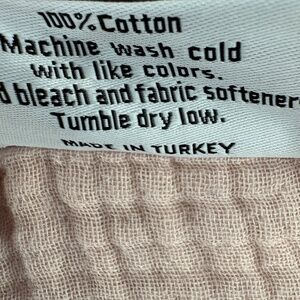 100% Cotton
Machine wash cold
with like colors.
bleach and fabric softener
Tumble dry low.
MADE IN TURKEY